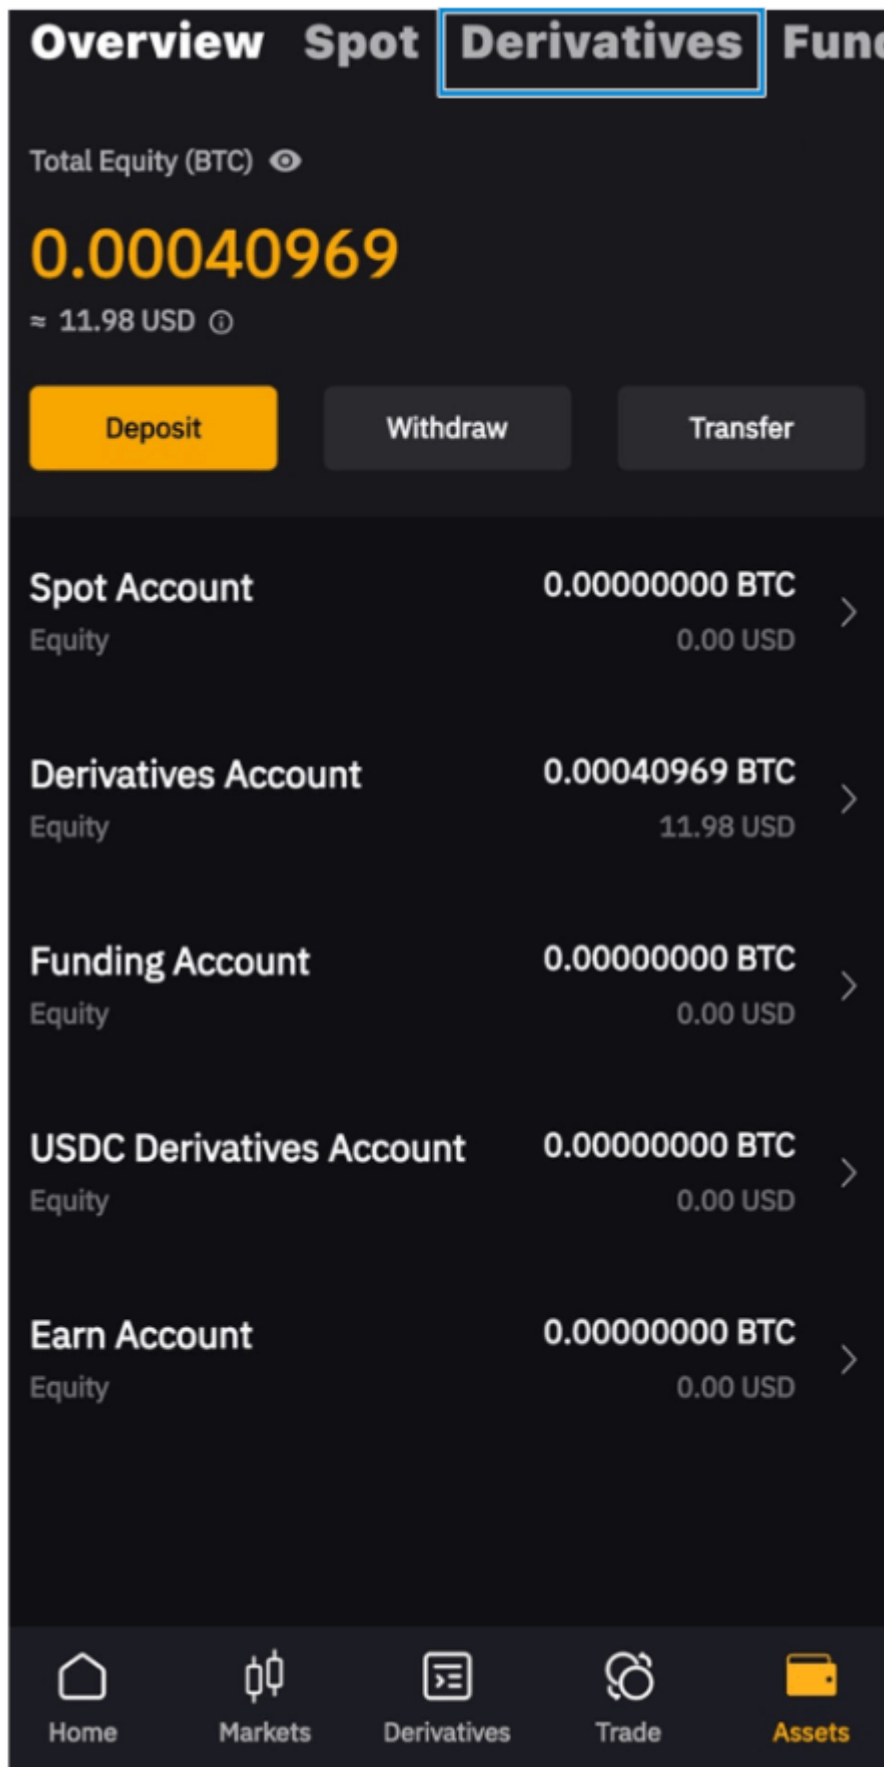 Overview Spot Derivatives Fund
Total Equity (BTC)
0.00040969
≈ 11.98 USD
Deposit Withdraw Transfer
Spot Account 0.00000000 BTC
Equity 0.00 USD
Derivatives Account 0.00040969 BTC
Equity 11.98 USD
Funding Account 0.00000000 BTC
Equity 0.00 USD
USDC Derivatives Account 0.00000000 BTC
Equity 0.00 USD
Earn Account 0.00000000 BTC
Equity 0.00 USD
Home Markets Derivatives Trade Assets